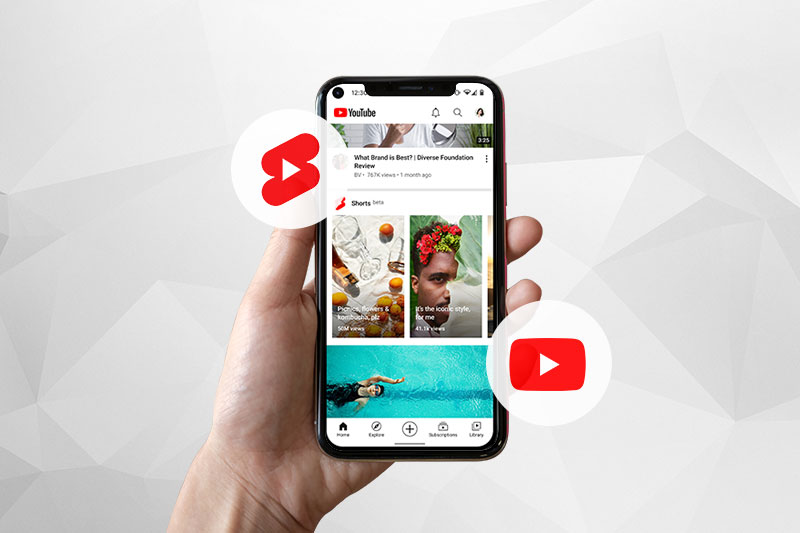 12:30
YouTube
3:25
What Brand is Best? | Diverse Foundation
Review
BV • 767K views • 1 month ago
Shorts beta
Picnics, flowers &
kombucha, plz
50M views
It's the iconic style,
for me
41.1k views
Home
Explore
Subscriptions
Library